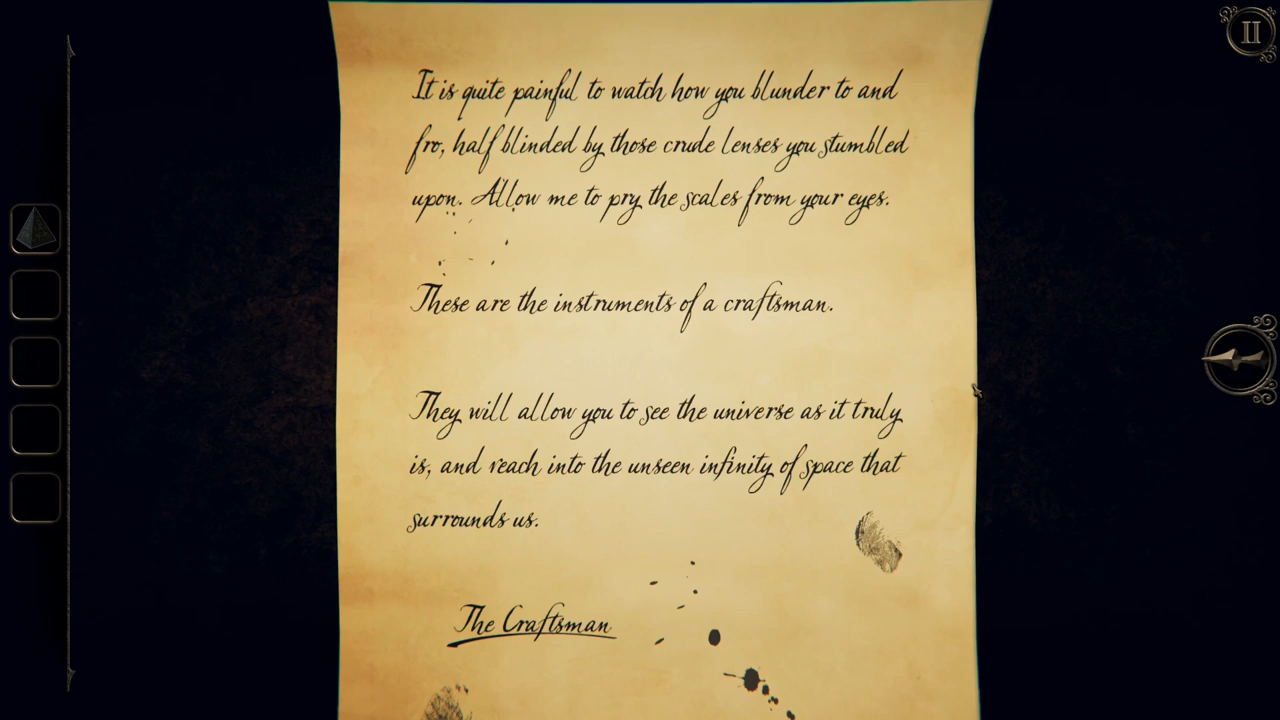 It is quite painful to watch how you blunder to and
fro, half blinded by those crude lenses you stumbled
upon. Allow me to pry the scales from your eyes.
These are the instruments of a craftsman.
They will allow you to see the universe as it truly
is, and reach into the unseen infinity of space that
surrounds us.
The Craftsman